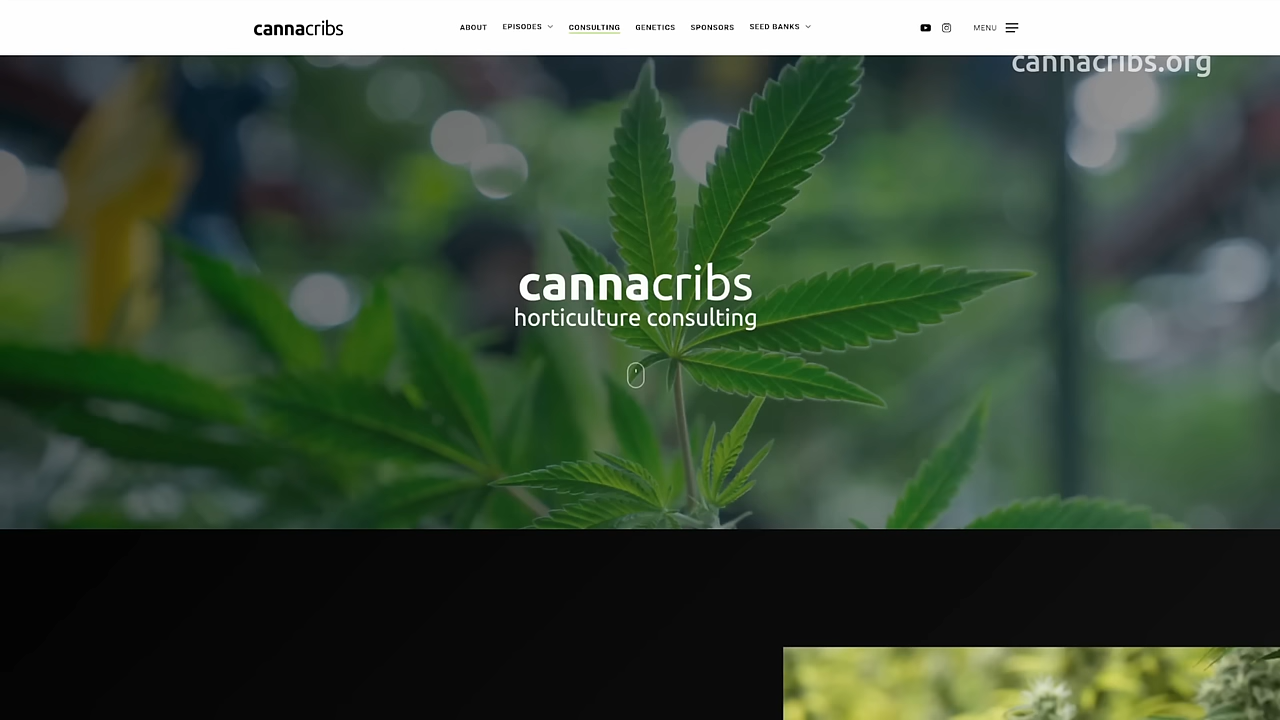 cannacribs
ABOUT
EPISODES
CONSULTING
GENETICS
SPONSORS
SEED BANKS
MENU
cannacribs.org
cannacribs
horticulture consulting